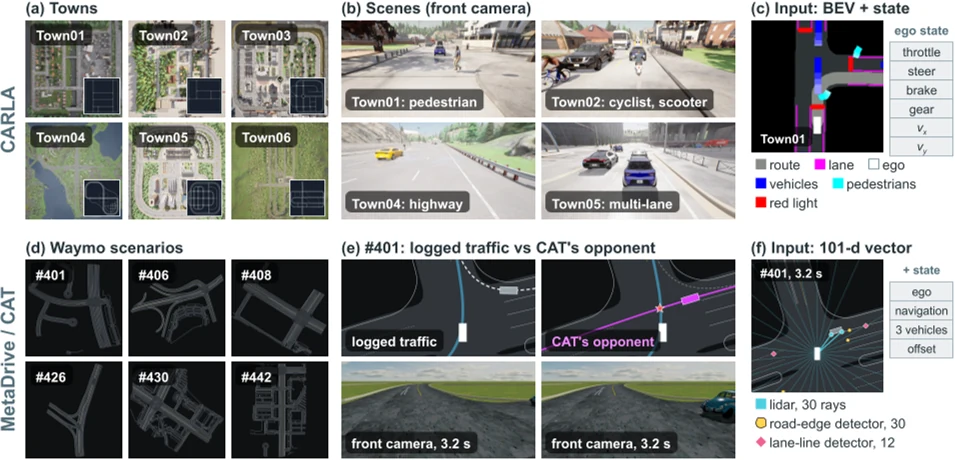 CARLA
(a) Towns
Town01
Town02
Town03
Town04
Town05
Town06
(b) Scenes (front camera)
Town01: pedestrian
Town02: cyclist, scooter
Town04: highway
Town05: multi-lane
(c) Input: BEV + state
Town01
ego state
throttle
steer
brake
gear
vx
vy
route
lane
ego
vehicles
pedestrians
red light
MetaDrive / CAT
(d) Waymo scenarios
#401
#406
#408
#426
#430
#442
(e) #401: logged traffic vs CAT's opponent
logged traffic
CAT's opponent
front camera, 3.2 s
front camera, 3.2 s
(f) Input: 101-d vector
#401, 3.2 s
+ state
ego
navigation
3 vehicles
offset
lidar, 30 rays
road-edge detector, 30
lane-line detector, 12